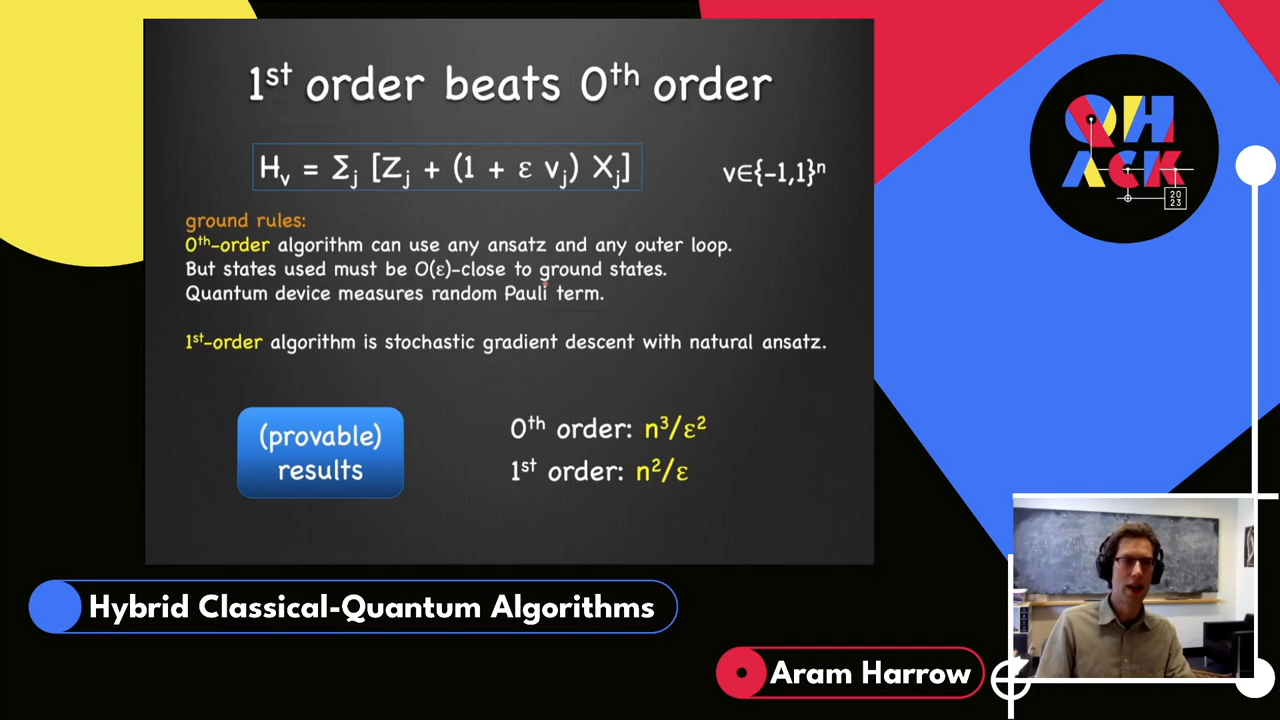 1st order beats 0th order
Hv = Σj [Zj + (1 + ε vj) Xj]
v∈{-1,1}ⁿ
ground rules:
0th-order algorithm can use any ansatz and any outer loop.
But states used must be O(ε)-close to ground states.
Quantum device measures random Pauli term.
1st-order algorithm is stochastic gradient descent with natural ansatz.
(provable)
results
0th order: n³/ε²
1st order: n²/ε
QH
ACK
20
23
Hybrid Classical-Quantum Algorithms
Aram Harrow